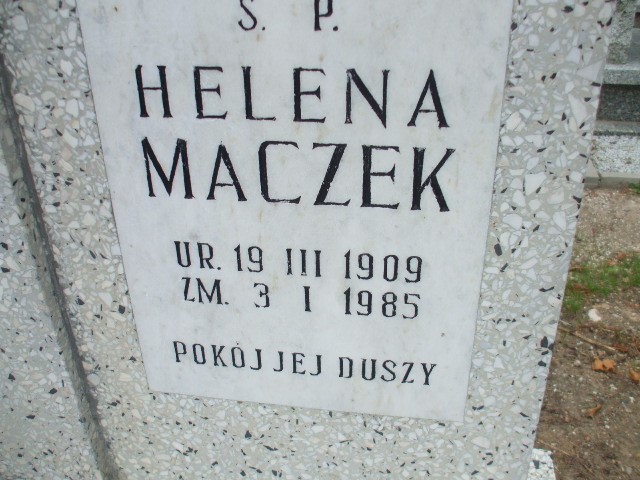 Ś. P.
HELENA
MACZEK
UR. 19 III 1909
ZM. 3 I 1985
POKÓJ JEJ DUSZY